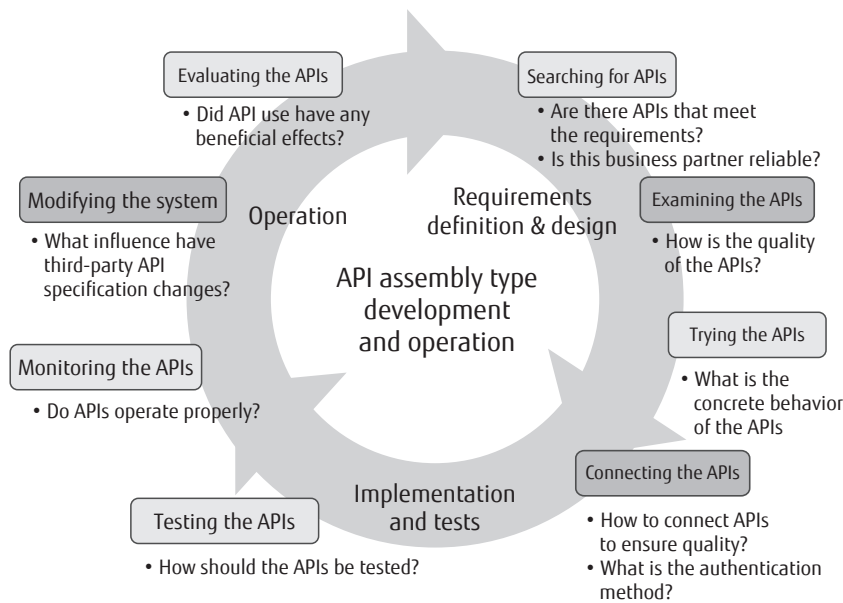 Evaluating the APIs
• Did API use have any
beneficial effects?
Searching for APIs
• Are there APIs that meet
the requirements?
• Is this business partner reliable?
Modifying the system
• What influence have
third-party API
specification changes?
Operation
Requirements
definition & design
Examining the APIs
• How is the quality
of the APIs?
API assembly type
development
and operation
Trying the APIs
• What is the
concrete behavior
of the APIs
Monitoring the APIs
• Do APIs operate properly?
Connecting the APIs
• How to connect APIs
to ensure quality?
• What is the authentication
method?
Implementation
and tests
Testing the APIs
• How should the APIs be tested?